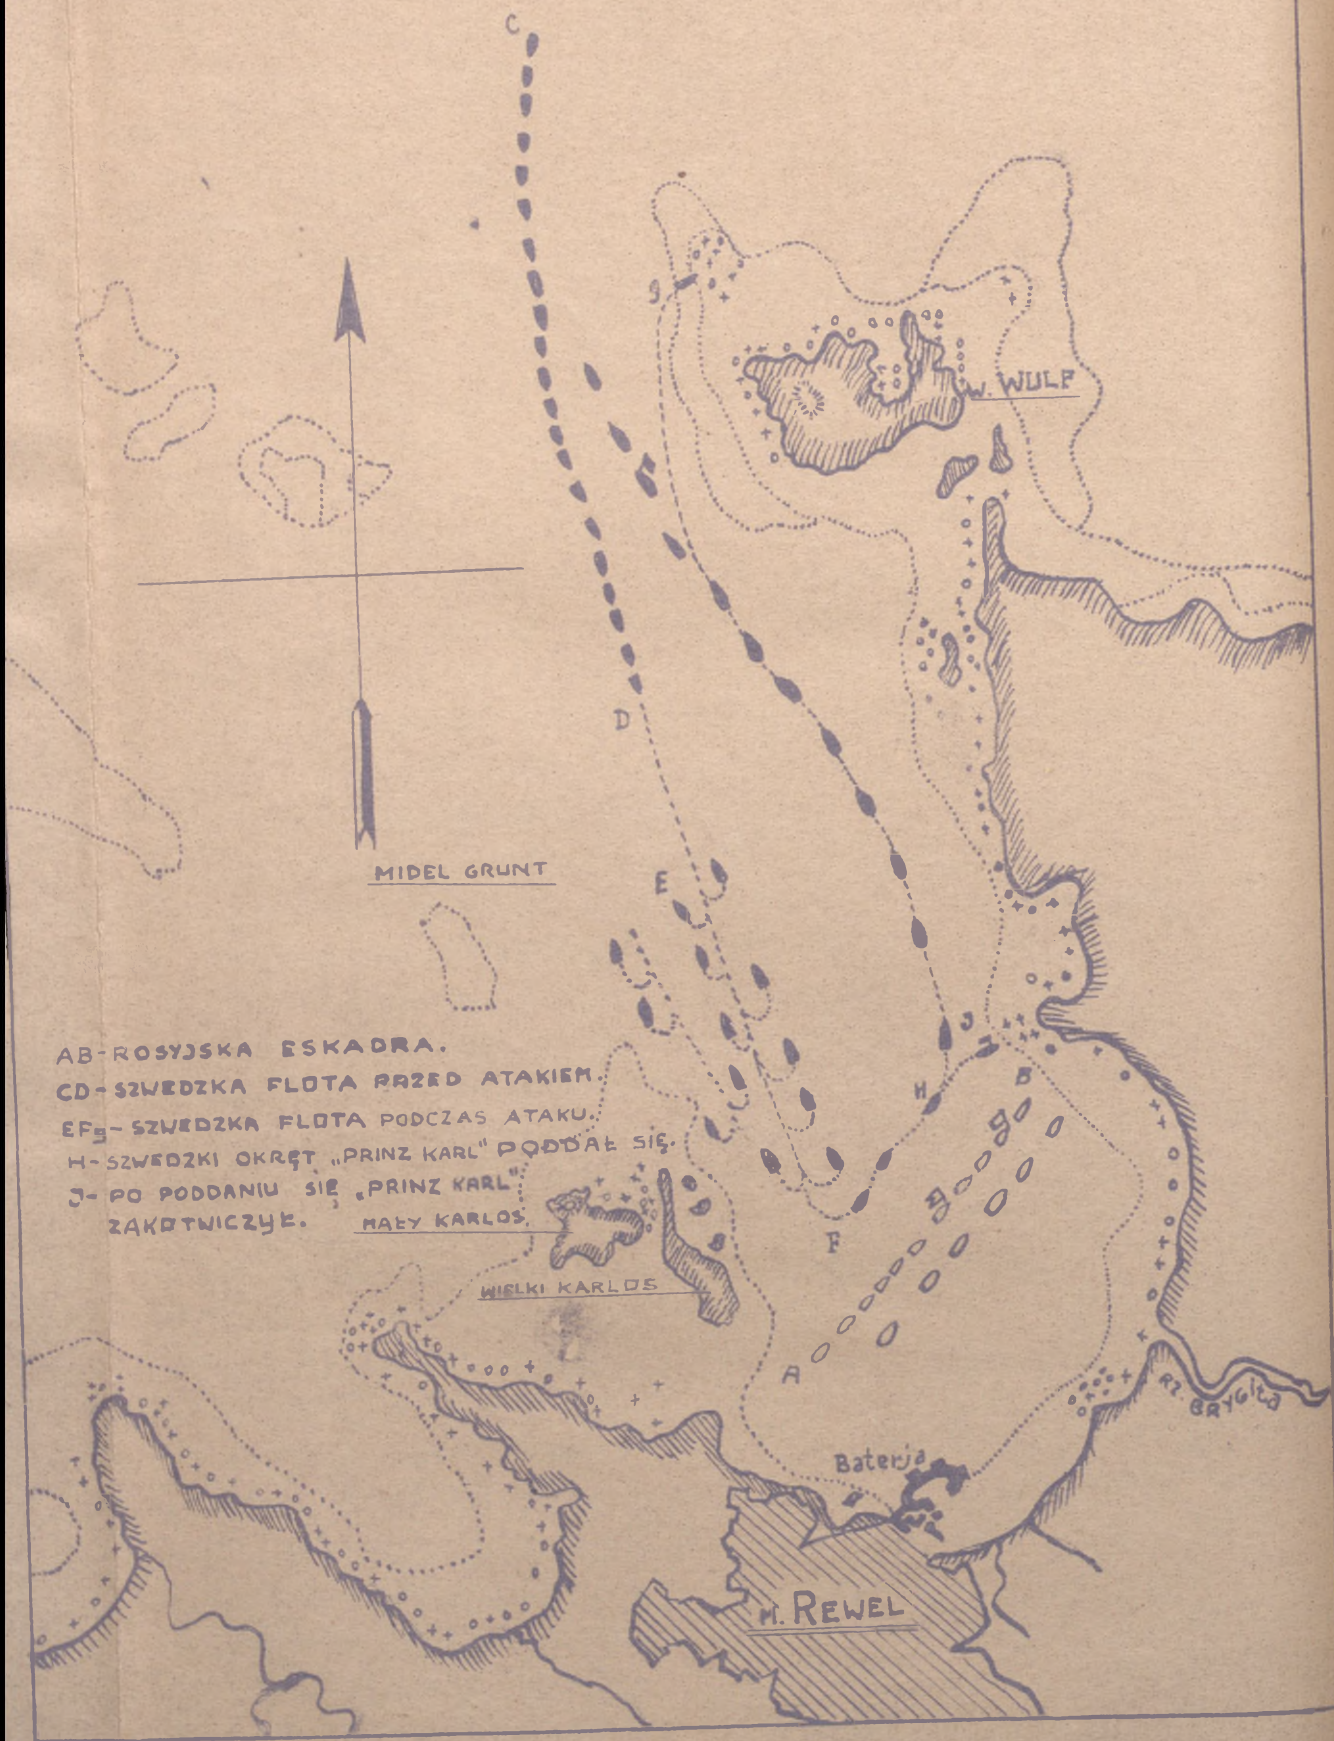 C
g
W. WULF
D
MIDEL GRUNT
E
J
B
H
AB-ROSYJSKA ESKADRA.
CD-SZWEDZKA FLOTA PRZED ATAKIEM.
EFg-SZWEDZKA FLOTA PODCZAS ATAKU.
H-SZWEDZKI OKRĘT „PRINZ KARL" PODDAŁ SIĘ.
J-PO PODDANIU SIĘ „PRINZ KARL"
ZAKOTWICZYŁ.
MAŁY KARLOS
F
WIELKI KARLOS
A
RZ. BRYGITA
Baterja
M. REWEL